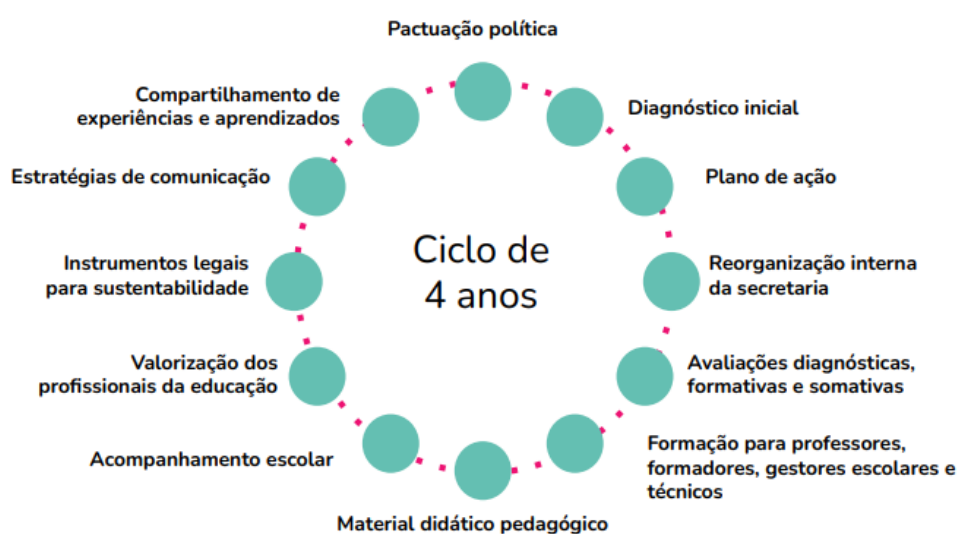 Pactuação política
Diagnóstico inicial
Plano de ação
Reorganização interna
da secretaria
Avaliações diagnósticas,
formativas e somativas
Formação para professores,
formadores, gestores escolares e
técnicos
Material didático pedagógico
Acompanhamento escolar
Valorização dos
profissionais da educação
Instrumentos legais
para sustentabilidade
Estratégias de comunicação
Compartilhamento de
experiências e aprendizados
Ciclo de
4 anos